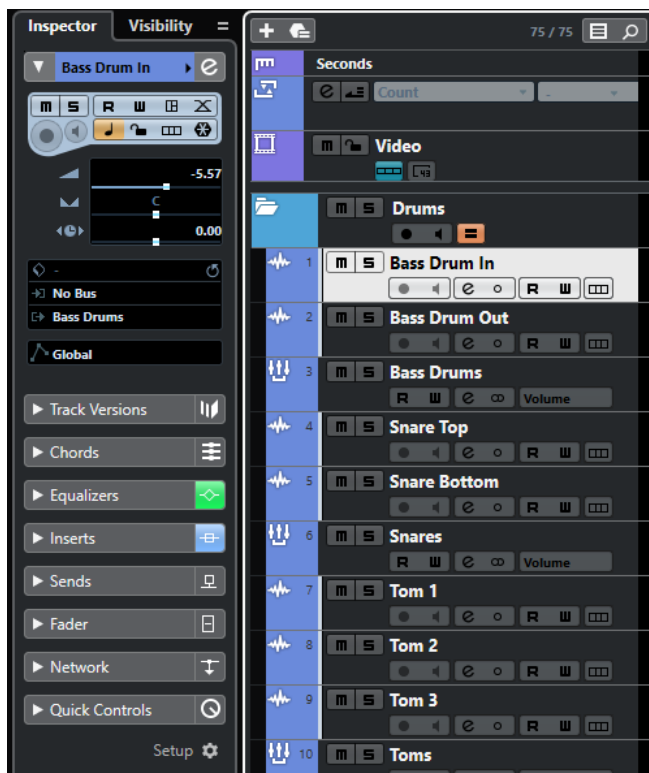 Inspector
Visibility
Bass Drum In
m S R W
-5.57
C
0.00
-
No Bus
Bass Drums
Global
Track Versions
Chords
Equalizers
Inserts
Sends
Fader
Network
Quick Controls
Setup
75 / 75
Seconds
e Count -
m Video
43
m S Drums
1 m S Bass Drum In
e R W
2 m S Bass Drum Out
e R W
3 m S Bass Drums
R W e Volume
4 m S Snare Top
e R W
5 m S Snare Bottom
e R W
6 m S Snares
R W e Volume
7 m S Tom 1
e R W
8 m S Tom 2
e R W
9 m S Tom 3
e R W
10 m S Toms